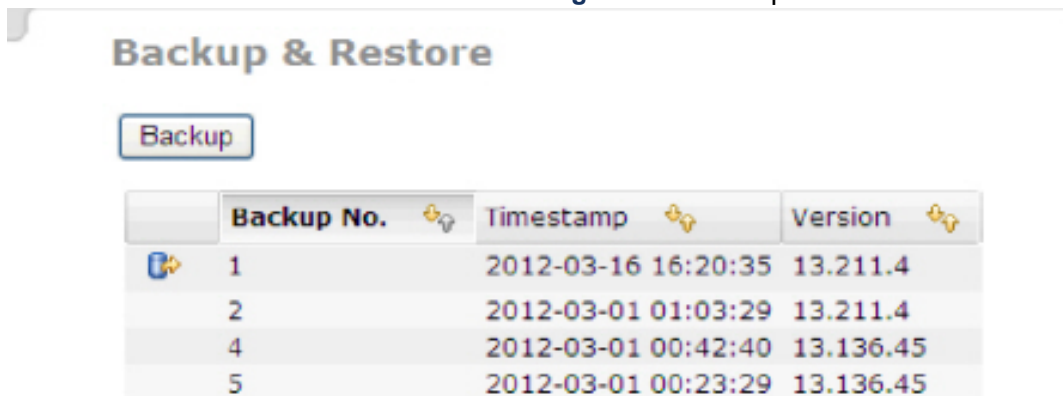 Backup & Restore
Backup
Backup No. Timestamp Version
1 2012-03-16 16:20:35 13.211.4
2 2012-03-01 01:03:29 13.211.4
4 2012-03-01 00:42:40 13.136.45
5 2012-03-01 00:23:29 13.136.45